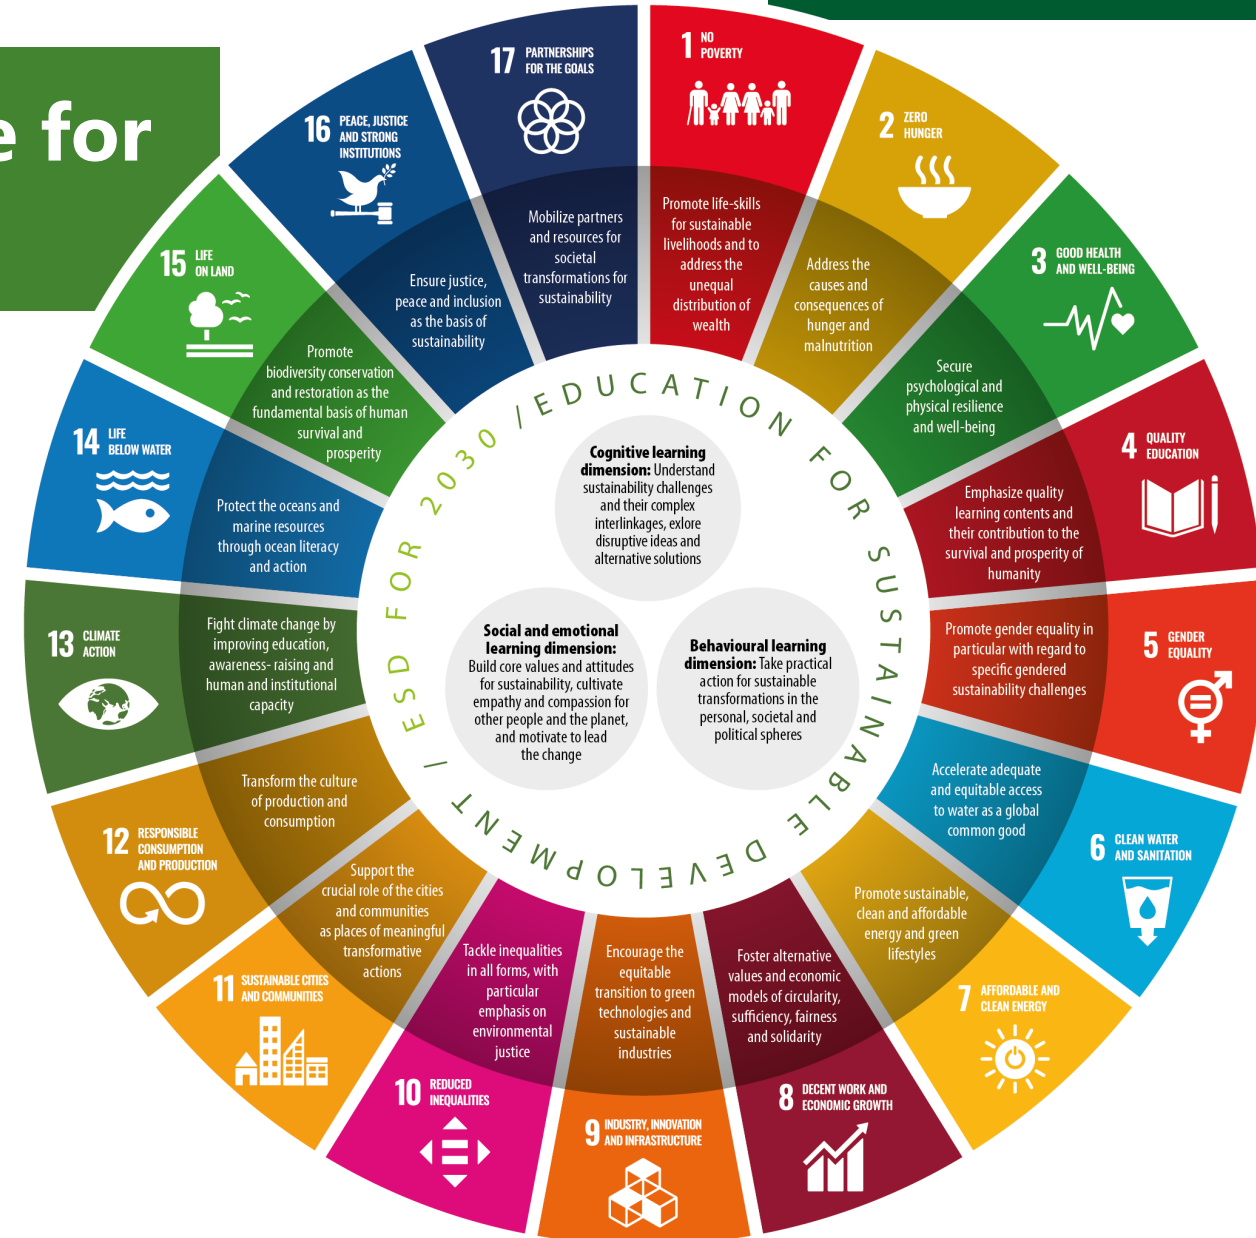 e for
17 PARTNERSHIPS
FOR THE GOALS
Mobilize partners
and resources for
societal
transformations for
sustainability
1 NO
POVERTY
Promote life-skills
for sustainable
livelihoods and to
address the
unequal
distribution of
wealth
2 ZERO
HUNGER
Address the
causes and
consequences of
hunger and
malnutrition
3 GOOD HEALTH
AND WELL-BEING
Secure
psychological and
physical resilience
and well-being
4 QUALITY
EDUCATION
Emphasize quality
learning contents and
their contribution to the
survival and prosperity of
humanity
5 GENDER
EQUALITY
Promote gender equality in
particular with regard to
specific gendered
sustainability challenges
6 CLEAN WATER
AND SANITATION
Accelerate adequate
and equitable access
to water as a global
common good
7 AFFORDABLE AND
CLEAN ENERGY
Promote sustainable,
clean and affordable
energy and green
lifestyles
8 DECENT WORK AND
ECONOMIC GROWTH
Foster alternative
values and economic
models of circularity,
sufficiency, fairness
and solidarity
9 INDUSTRY, INNOVATION
AND INFRASTRUCTURE
Encourage the
equitable
transition to green
technologies and
sustainable
industries
10 REDUCED
INEQUALITIES
Tackle inequalities
in all forms, with
particular
emphasis on
environmental
justice
11 SUSTAINABLE CITIES
AND COMMUNITIES
Support the
crucial role of the cities
and communities
as places of meaningful
transformative
actions
12 RESPONSIBLE
CONSUMPTION
AND PRODUCTION
Transform the culture
of production and
consumption
13 CLIMATE
ACTION
Fight climate change by
improving education,
awareness- raising and
human and institutional
capacity
14 LIFE
BELOW WATER
Protect the oceans and
marine resources
through ocean literacy
and action
15 LIFE
ON LAND
Promote
biodiversity conservation
and restoration as the
fundamental basis of human
survival and
prosperity
16 PEACE, JUSTICE
AND STRONG
INSTITUTIONS
Ensure justice,
peace and inclusion
as the basis of
sustainability
/ EDUCATION FOR SUSTAINABLE DEVELOPMENT / ESD FOR 2030
Cognitive learning
dimension: Understand
sustainability challenges
and their complex
interlinkages, exlore
disruptive ideas and
alternative solutions
Social and emotional
learning dimension:
Build core values and attitudes
for sustainability, cultivate
empathy and compassion for
other people and the planet,
and motivate to lead
the change
Behavioural learning
dimension: Take practical
action for sustainable
transformations in the
personal, societal and
political spheres